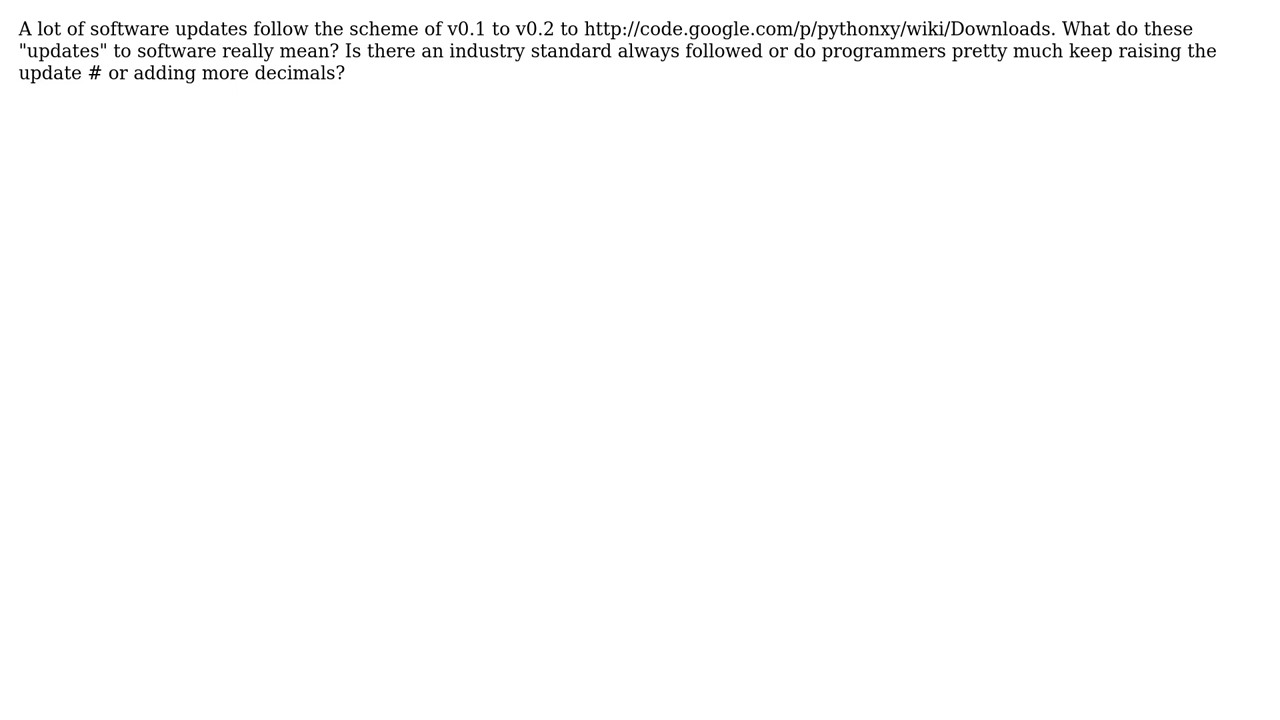 A lot of software updates follow the scheme of v0.1 to v0.2 to http://code.google.com/p/pythonxy/wiki/Downloads. What do these
"updates" to software really mean? Is there an industry standard always followed or do programmers pretty much keep raising the
update # or adding more decimals?